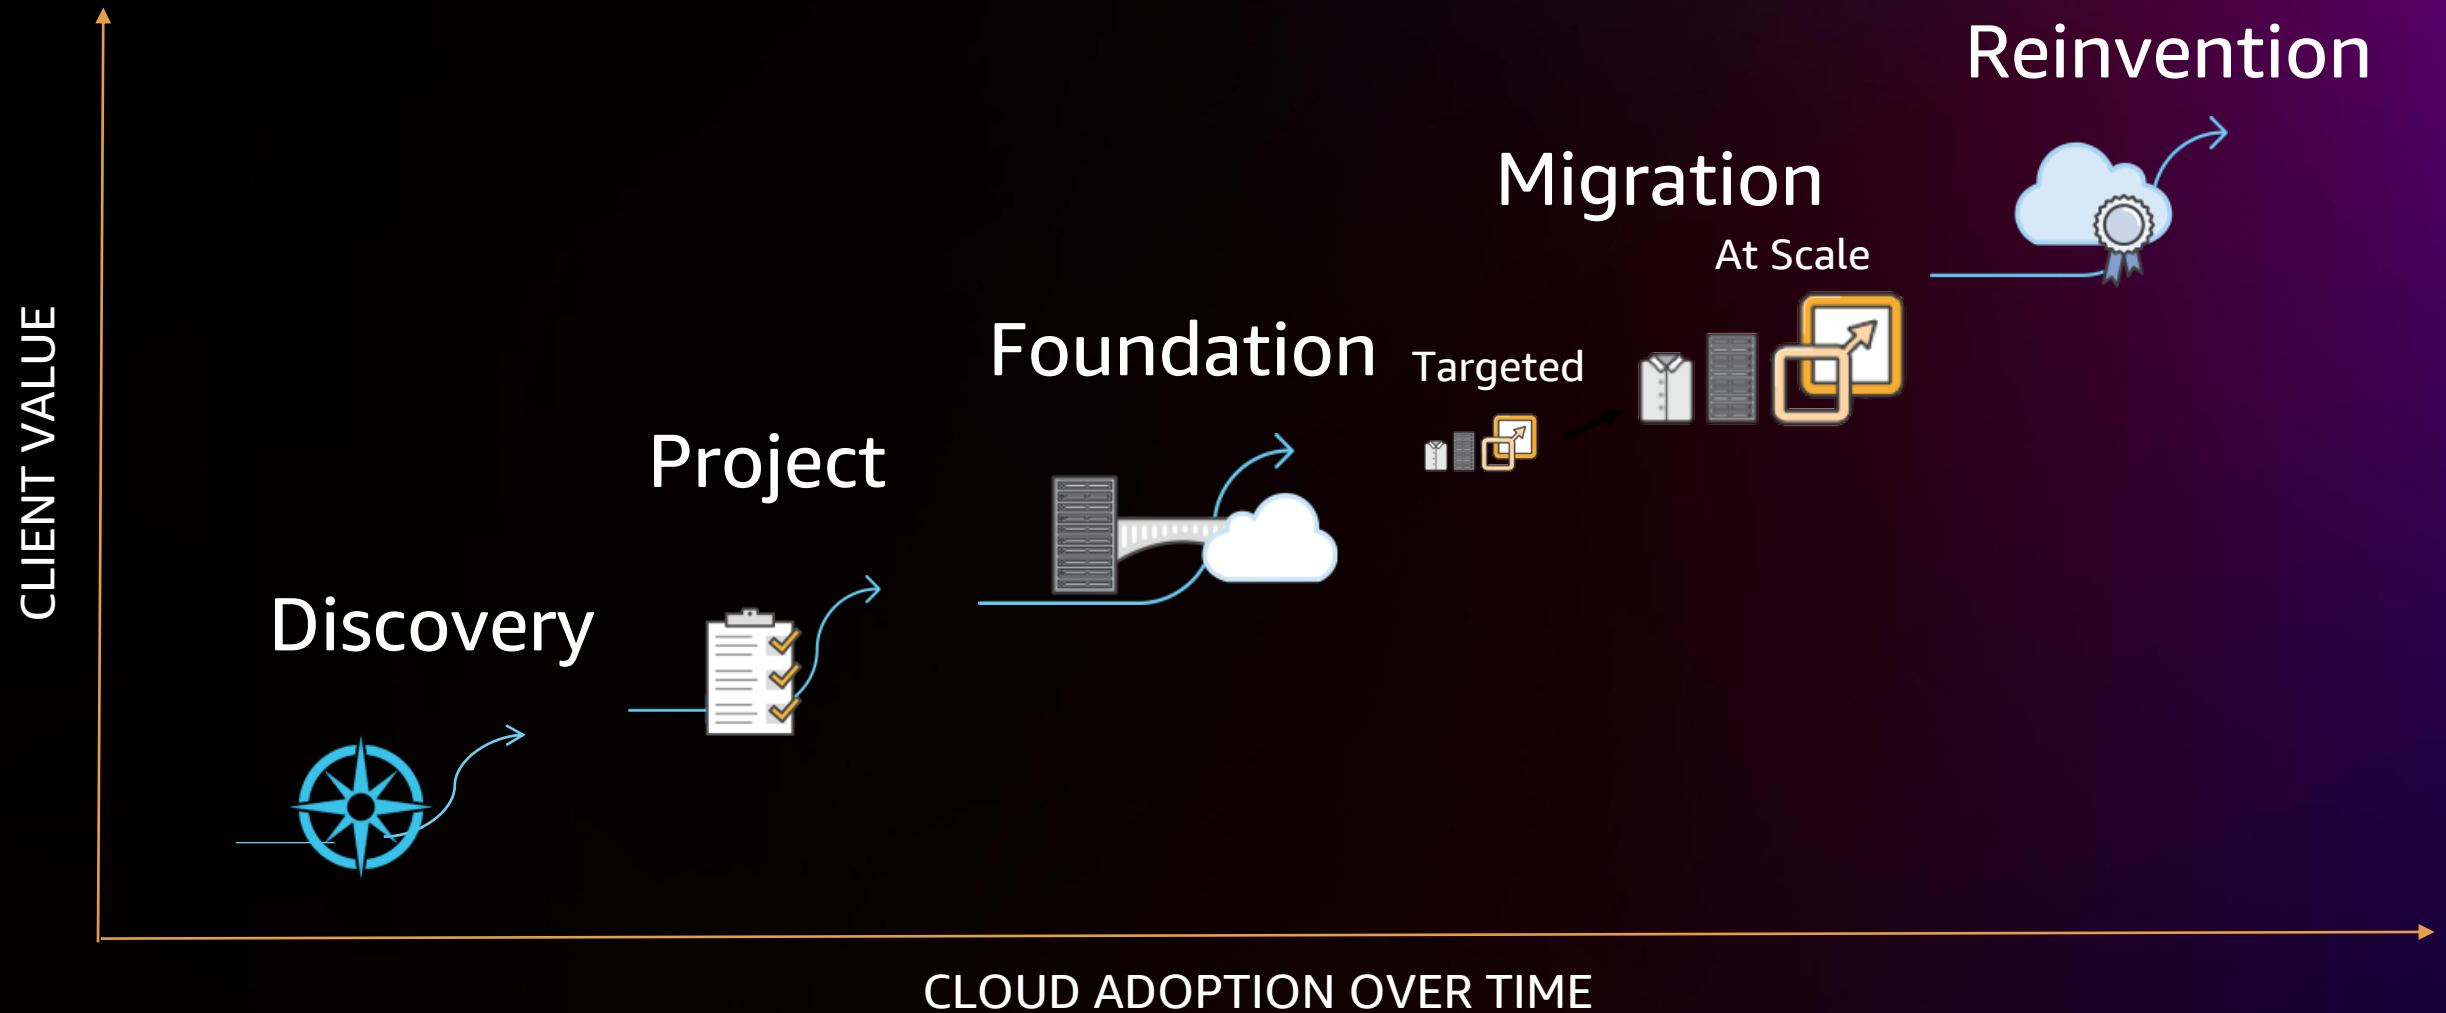 Reinvention
Migration
At Scale
Foundation
Targeted
Project
Discovery
CLIENT VALUE
CLOUD ADOPTION OVER TIME